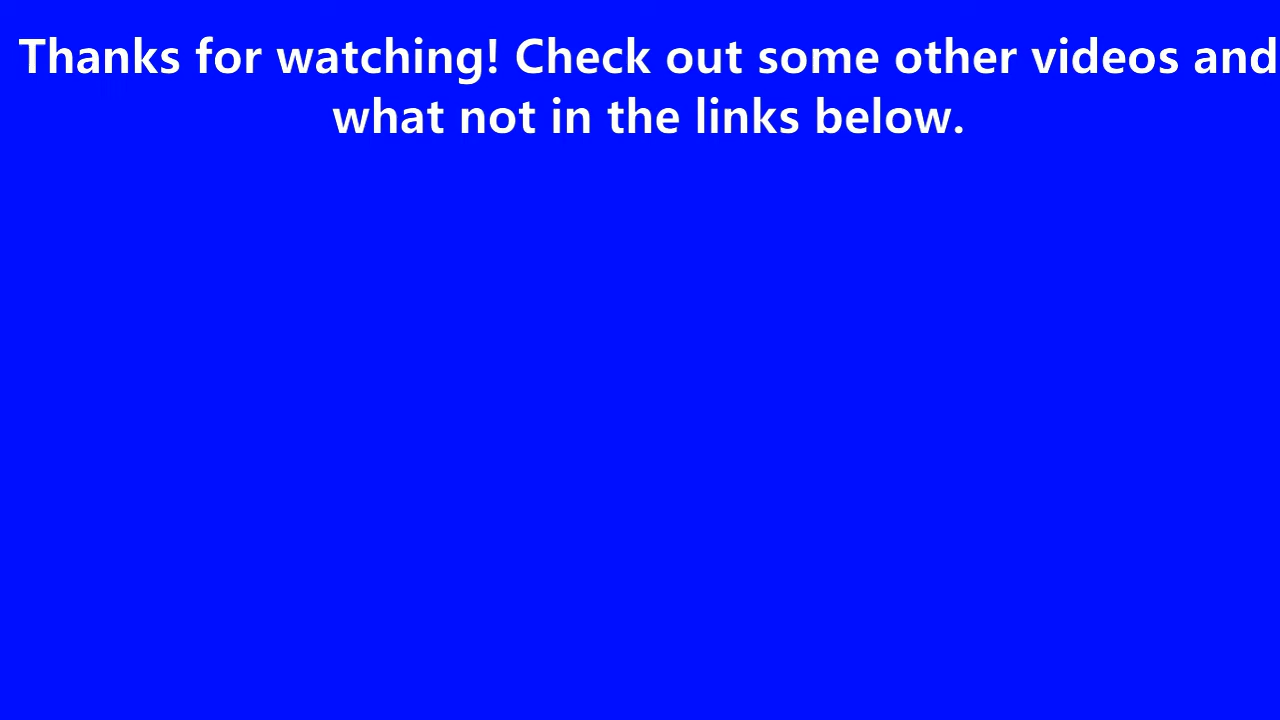 Thanks for watching! Check out some other videos and
what not in the links below.